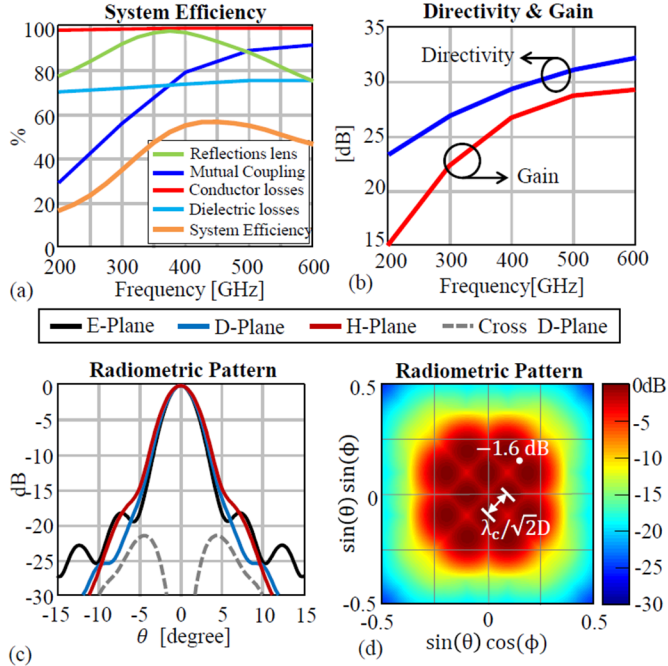 System Efficiency
100
80
60
40
20
0
%
Reflections lens
Mutual Coupling
Conductor losses
Dielectric losses
System Efficiency
200 300 400 500 600
Frequency [GHz]
(a)
Directivity & Gain
35
30
25
20
15
[dB]
Directivity
Gain
200 300 400 500 600
Frequency[GHz]
(b)
E-Plane D-Plane H-Plane Cross D-Plane
Radiometric Pattern
0
-5
-10
-15
-20
-25
-30
dB
-15 -10 -5 0 5 10 15
θ [degree]
(c)
Radiometric Pattern
0.5
0
-0.5
sin(θ) sin(ϕ)
−1.6 dB
λc/√2D
-0.5 0 0.5
sin(θ) cos(ϕ)
(d)
0dB
-5
-10
-15
-20
-25
-30